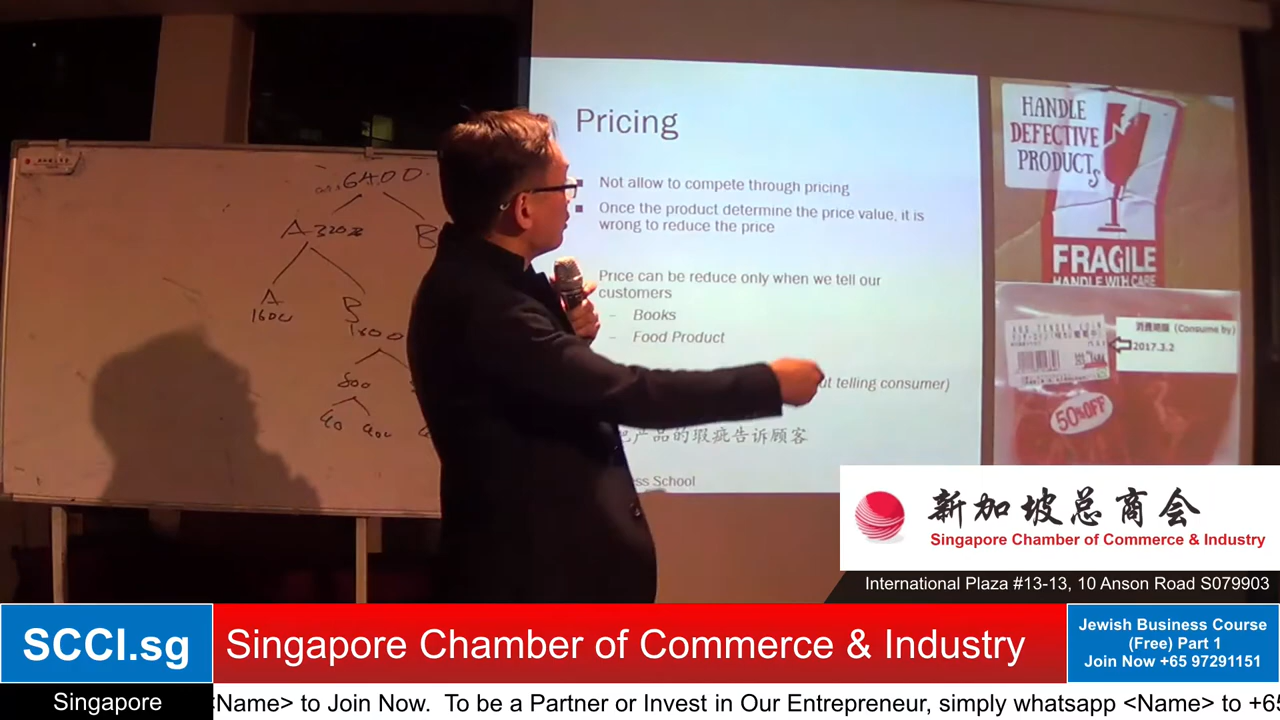 6400
A 3200
B
A
1600
B
1600
800
400
Pricing
Not allow to compete through pricing
Once the product determine the price value, it is
wrong to reduce the price
Price can be reduce only when we tell our
customers
– Books
– Food Product
telling consumer)
产品的瑕疵告诉顾客
School
HANDLE
DEFECTIVE
PRODUCTS
FRAGILE
HANDLE WITH CARE
消費期限 (Consume by)
2017.3.2
50%OFF
新加坡总商会
Singapore Chamber of Commerce & Industry
International Plaza #13-13, 10 Anson Road S079903
SCCI.sg
Singapore Chamber of Commerce & Industry
Jewish Business Course
(Free) Part 1
Join Now +65 97291151
Singapore
<Name> to Join Now. To be a Partner or Invest in Our Entrepreneur, simply whatsapp <Name> to +65